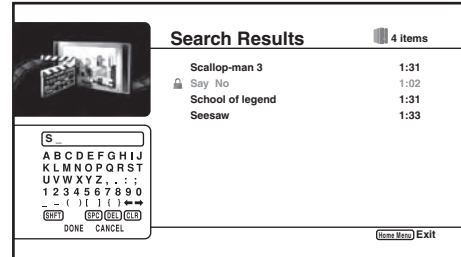 Search Results
4 items
Scallop-man 3 1:31
Say No 1:02
School of legend 1:31
Seesaw 1:33
S _
A B C D E F G H I J
K L M N O P Q R S T
U V W X Y Z , . : ;
1 2 3 4 5 6 7 8 9 0
_ – ( ) [ ] { } ⬅ ➡
SHFT SPC DEL CLR
DONE CANCEL
Home Menu Exit